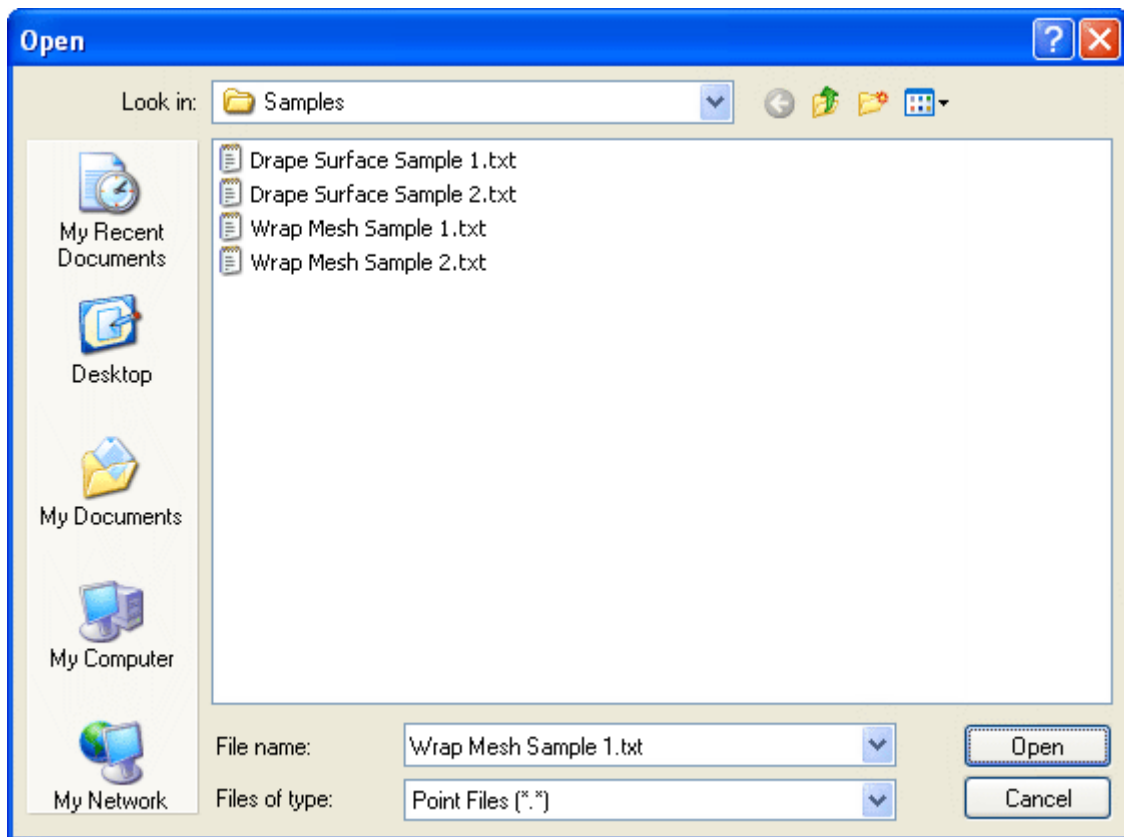 Open
Look in: Samples
My Recent
Documents
Desktop
My Documents
My Computer
My Network
Drape Surface Sample 1.txt
Drape Surface Sample 2.txt
Wrap Mesh Sample 1.txt
Wrap Mesh Sample 2.txt
File name: Wrap Mesh Sample 1.txt Open
Files of type: Point Files (*.*) Cancel